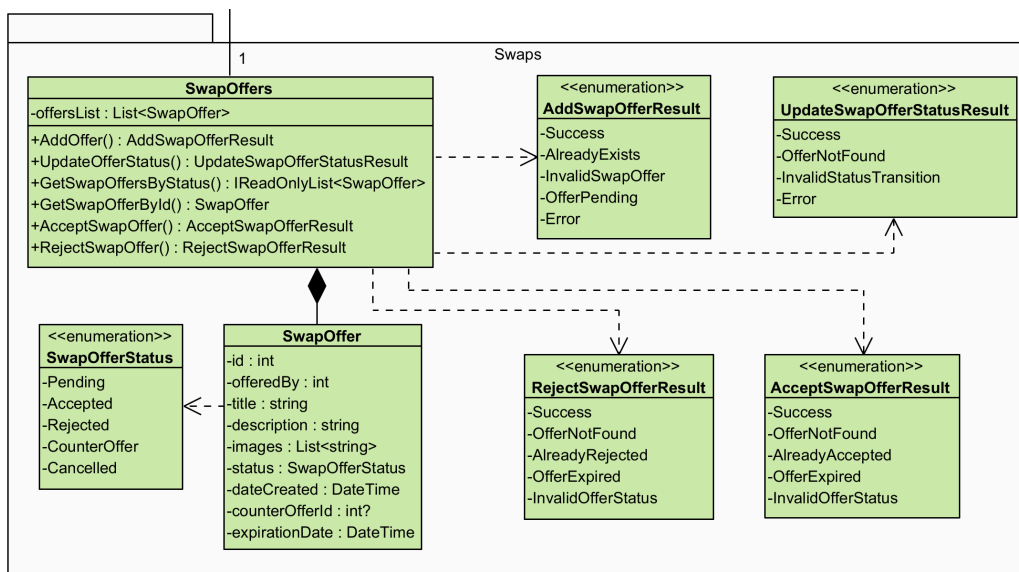 1
Swaps
SwapOffers
-offersList : List<SwapOffer>
+AddOffer() : AddSwapOfferResult
+UpdateOfferStatus() : UpdateSwapOfferStatusResult
+GetSwapOffersByStatus() : IReadOnlyList<SwapOffer>
+GetSwapOfferById() : SwapOffer
+AcceptSwapOffer() : AcceptSwapOfferResult
+RejectSwapOffer() : RejectSwapOfferResult
<<enumeration>>
AddSwapOfferResult
-Success
-AlreadyExists
-InvalidSwapOffer
-OfferPending
-Error
<<enumeration>>
UpdateSwapOfferStatusResult
-Success
-OfferNotFound
-InvalidStatusTransition
-Error
<<enumeration>>
SwapOfferStatus
-Pending
-Accepted
-Rejected
-CounterOffer
-Cancelled
SwapOffer
-id : int
-offeredBy : int
-title : string
-description : string
-images : List<string>
-status : SwapOfferStatus
-dateCreated : DateTime
-counterOfferId : int?
-expirationDate : DateTime
<<enumeration>>
RejectSwapOfferResult
-Success
-OfferNotFound
-AlreadyRejected
-OfferExpired
-InvalidOfferStatus
<<enumeration>>
AcceptSwapOfferResult
-Success
-OfferNotFound
-AlreadyAccepted
-OfferExpired
-InvalidOfferStatus